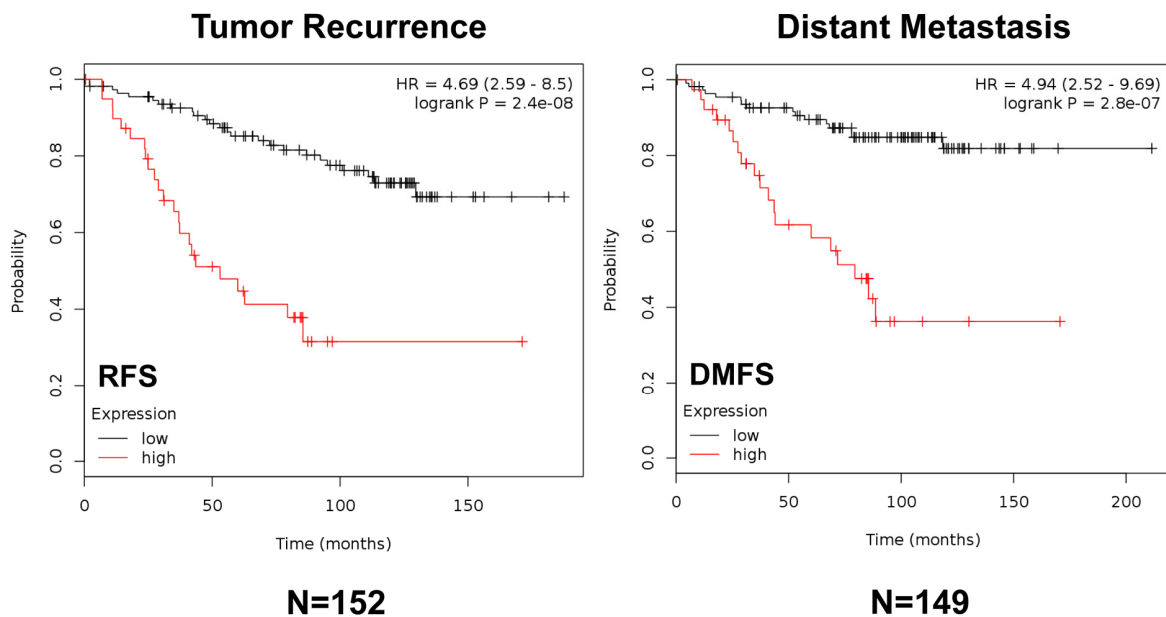 Tumor Recurrence
HR = 4.69 (2.59 - 8.5)
logrank P = 2.4e-08
1.0
0.8
0.6
0.4
0.2
0.0
Probability
RFS
Expression
low
high
0
50
100
150
Time (months)
N=152
Distant Metastasis
HR = 4.94 (2.52 - 9.69)
logrank P = 2.8e-07
1.0
0.8
0.6
0.4
0.2
0.0
Probability
DMFS
Expression
low
high
0
50
100
150
200
Time (months)
N=149